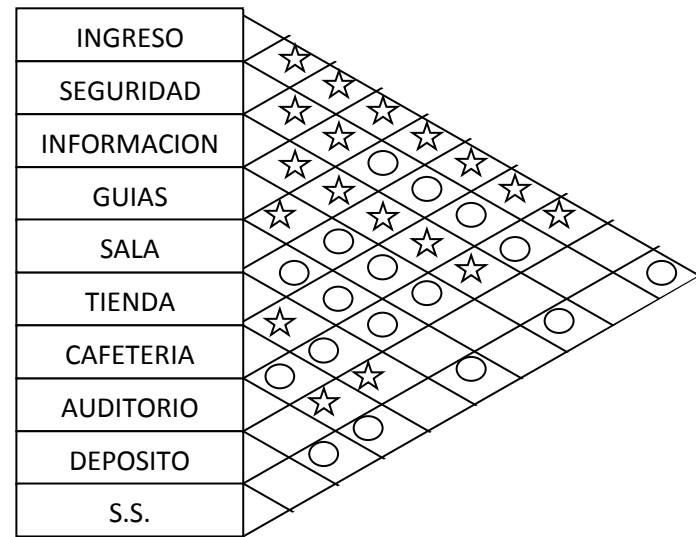 INGRESO
SEGURIDAD
INFORMACION
GUIAS
SALA
TIENDA
CAFETERIA
AUDITORIO
DEPOSITO
S.S.